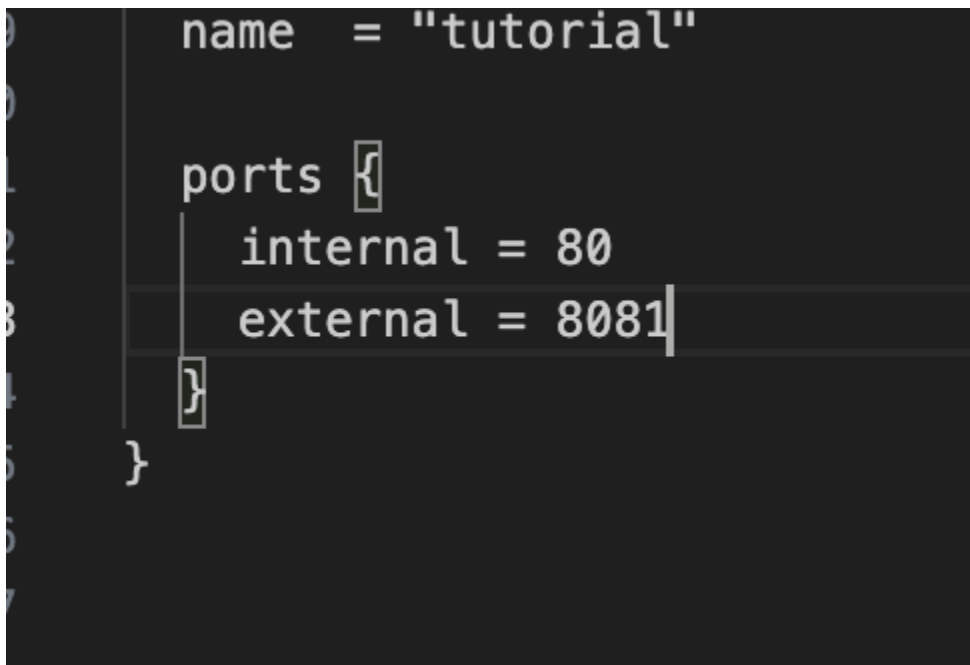 name  = "tutorial"
ports {
internal = 80
external = 8081
}
}